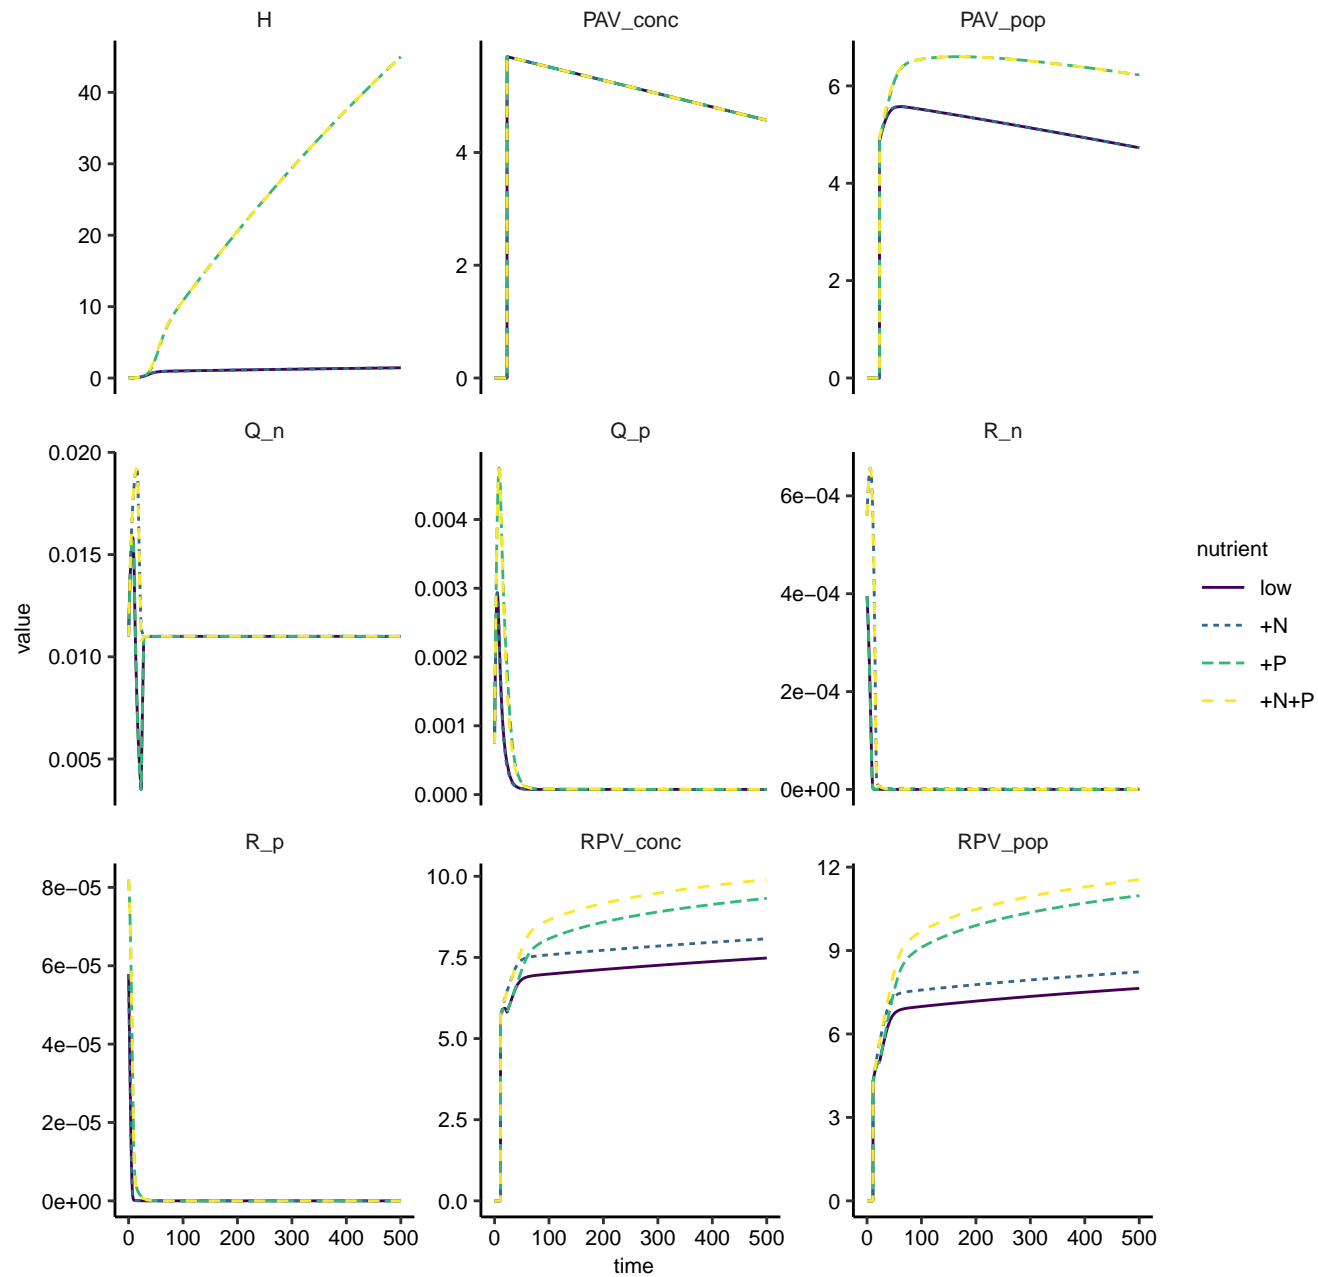 H
PAV_conc
PAV_pop
40
30
20
10
0
4
2
0
6
4
2
0
Q_n
Q_p
R_n
0.020
0.015
0.010
0.005
0.004
0.003
0.002
0.001
0.000
6e−04
4e−04
2e−04
0e+00
value
nutrient
low
+N
+P
+N+P
R_p
RPV_conc
RPV_pop
8e−05
6e−05
4e−05
2e−05
0e+00
10.0
7.5
5.0
2.5
0.0
12
9
6
3
0
0 100 200 300 400 500
0 100 200 300 400 500
0 100 200 300 400 500
time